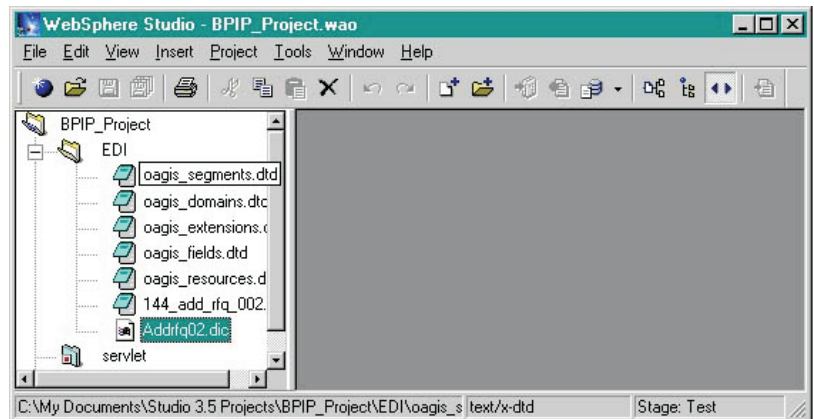 WebSphere Studio - BPIP_Project.wao
File Edit View Insert Project Tools Window Help
BPIP_Project
EDI
oagis_segments.dtd
oagis_domains.dtd
oagis_extensions.
oagis_fields.dtd
oagis_resources.d
144_add_rfq_002.
Addrfq02.dic
servlet
C:\My Documents\Studio 3.5 Projects\BPIP_Project\EDI\oagis_s text/x-dtd Stage: Test